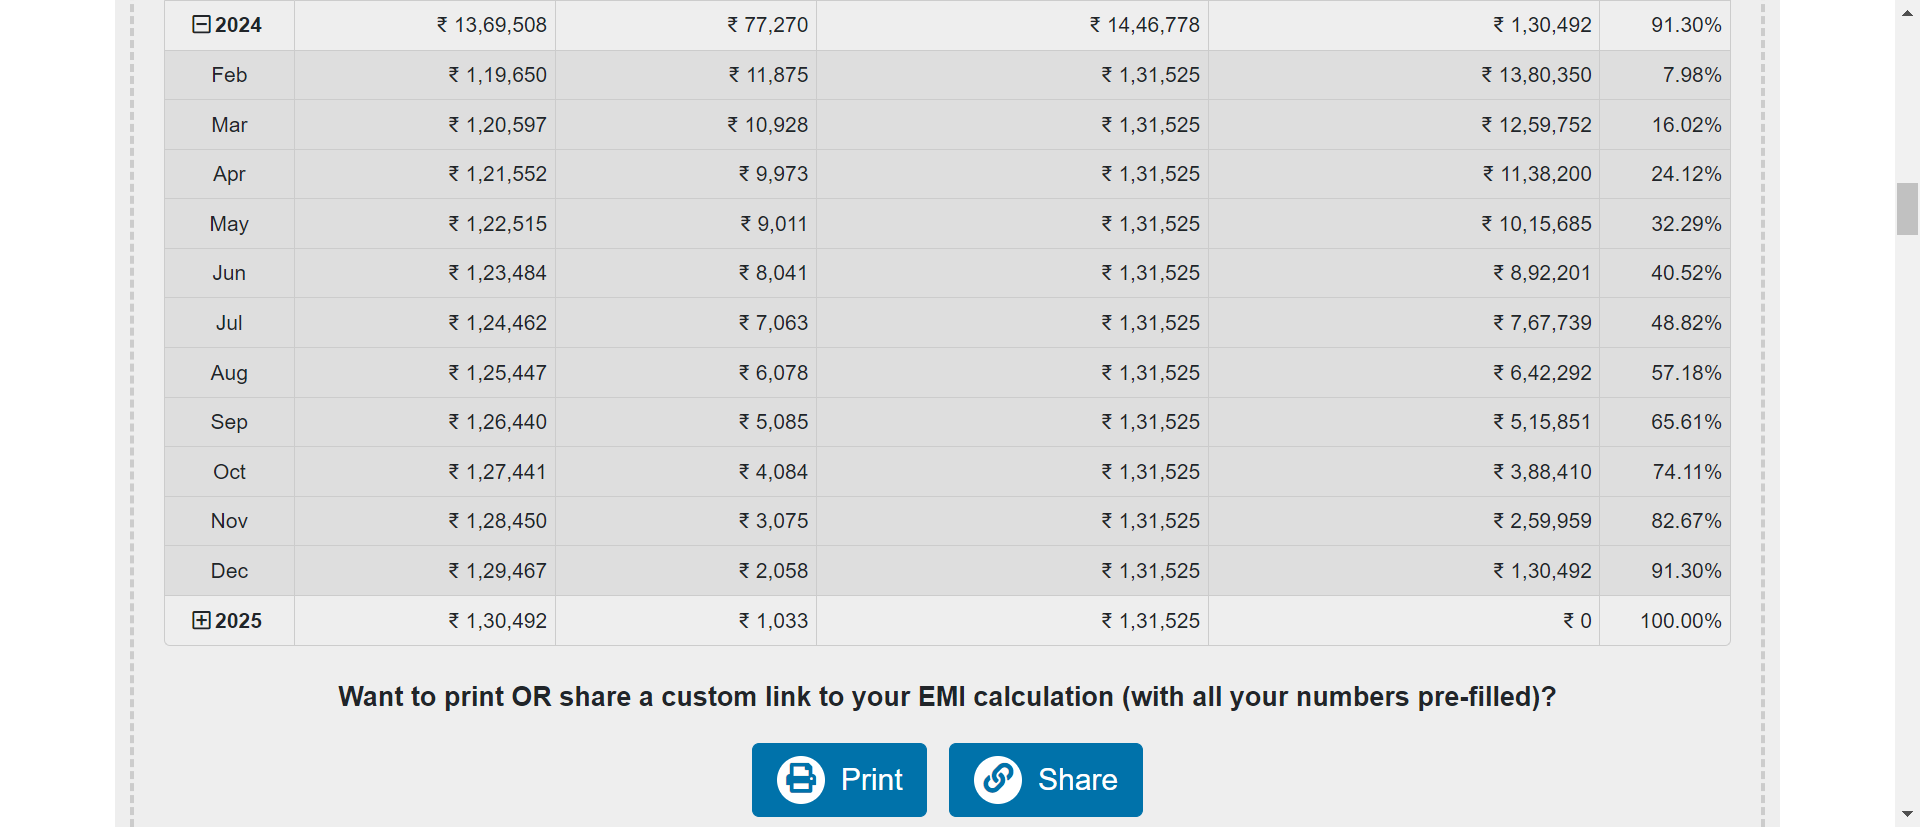 2024 ₹ 13,69,508 ₹ 77,270 ₹ 14,46,778 ₹ 1,30,492 91.30%
Feb ₹ 1,19,650 ₹ 11,875 ₹ 1,31,525 ₹ 13,80,350 7.98%
Mar ₹ 1,20,597 ₹ 10,928 ₹ 1,31,525 ₹ 12,59,752 16.02%
Apr ₹ 1,21,552 ₹ 9,973 ₹ 1,31,525 ₹ 11,38,200 24.12%
May ₹ 1,22,515 ₹ 9,011 ₹ 1,31,525 ₹ 10,15,685 32.29%
Jun ₹ 1,23,484 ₹ 8,041 ₹ 1,31,525 ₹ 8,92,201 40.52%
Jul ₹ 1,24,462 ₹ 7,063 ₹ 1,31,525 ₹ 7,67,739 48.82%
Aug ₹ 1,25,447 ₹ 6,078 ₹ 1,31,525 ₹ 6,42,292 57.18%
Sep ₹ 1,26,440 ₹ 5,085 ₹ 1,31,525 ₹ 5,15,851 65.61%
Oct ₹ 1,27,441 ₹ 4,084 ₹ 1,31,525 ₹ 3,88,410 74.11%
Nov ₹ 1,28,450 ₹ 3,075 ₹ 1,31,525 ₹ 2,59,959 82.67%
Dec ₹ 1,29,467 ₹ 2,058 ₹ 1,31,525 ₹ 1,30,492 91.30%
2025 ₹ 1,30,492 ₹ 1,033 ₹ 1,31,525 ₹ 0 100.00%
Want to print OR share a custom link to your EMI calculation (with all your numbers pre-filled)?
Print Share